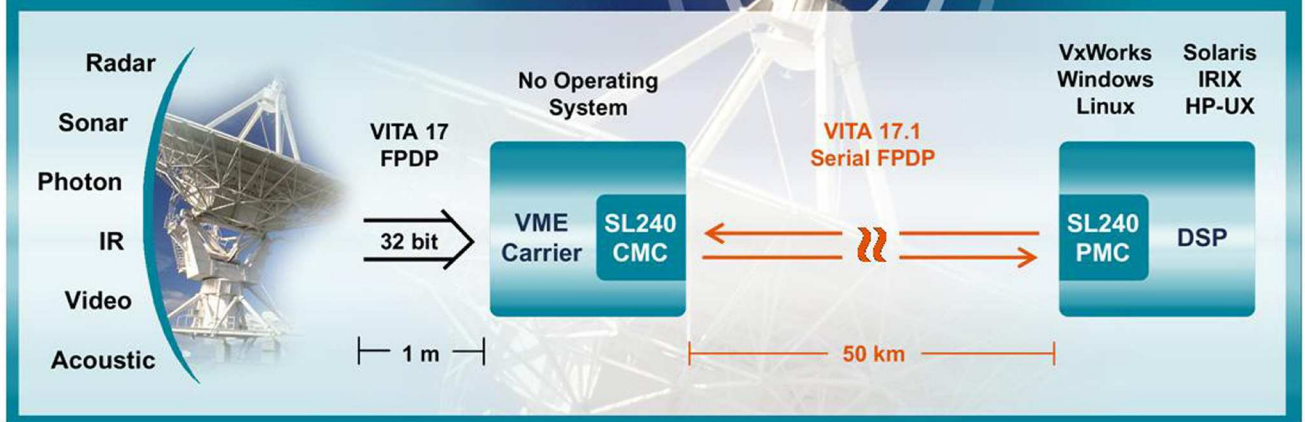 Radar
Sonar
Photon
IR
Video
Acoustic
VITA 17
FPDP
32 bit
1 m
No Operating
System
VME
Carrier
SL240
CMC
VITA 17.1
Serial FPDP
50 km
VxWorks
Windows
Linux
Solaris
IRIX
HP-UX
SL240
PMC
DSP